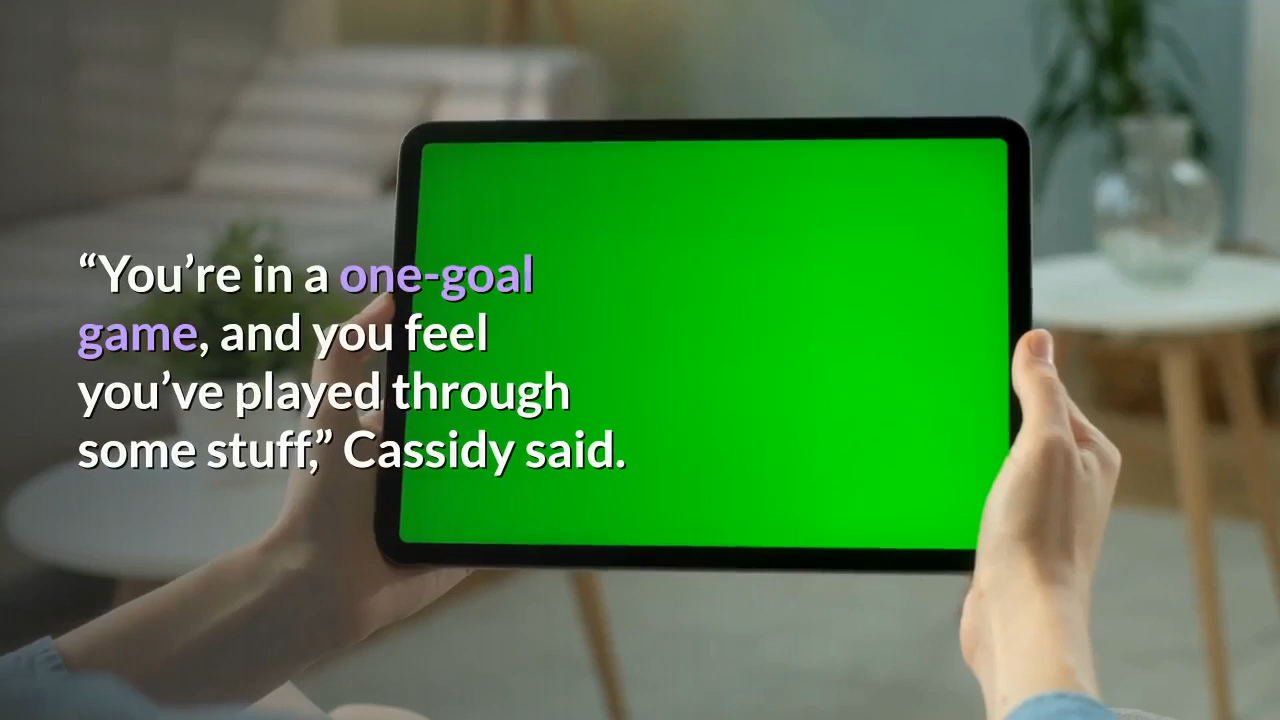 “You’re in a one-goal
game, and you feel
you’ve played through
some stuff,” Cassidy said.